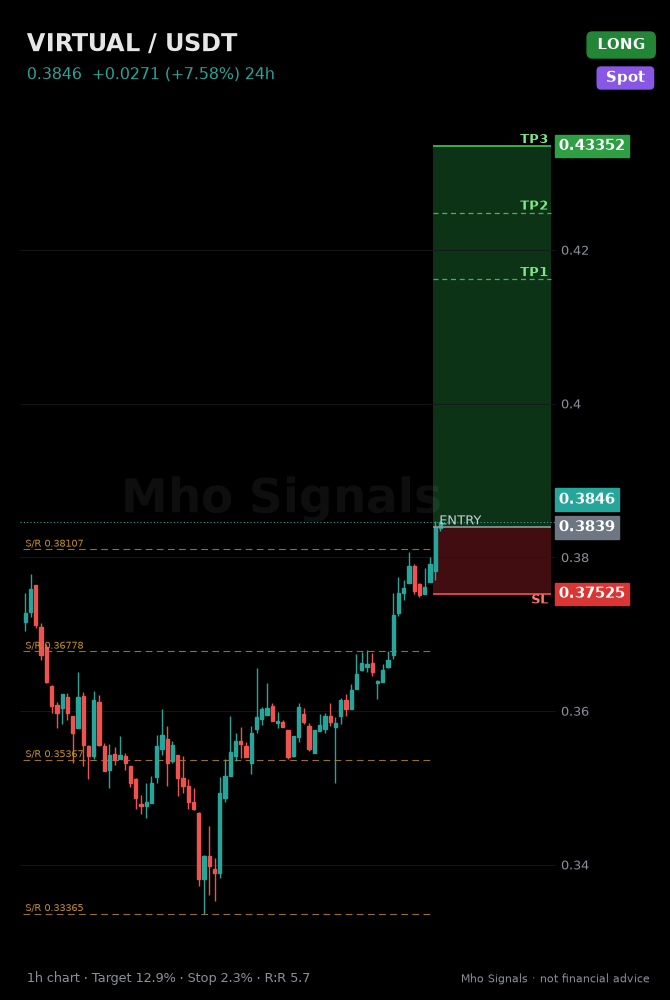 VIRTUAL / USDT
LONG
0.3846 +0.0271 (+7.58%) 24h
Spot
TP3
0.43352
TP2
0.42
TP1
0.4
Mho Signals
0.3846
ENTRY
0.3839
S/R 0.38107
0.38
0.37525
SL
S/R 0.36778
0.36
S/R 0.35367
0.34
S/R 0.33365
1h chart · Target 12.9% · Stop 2.3% · R:R 5.7
Mho Signals · not financial advice